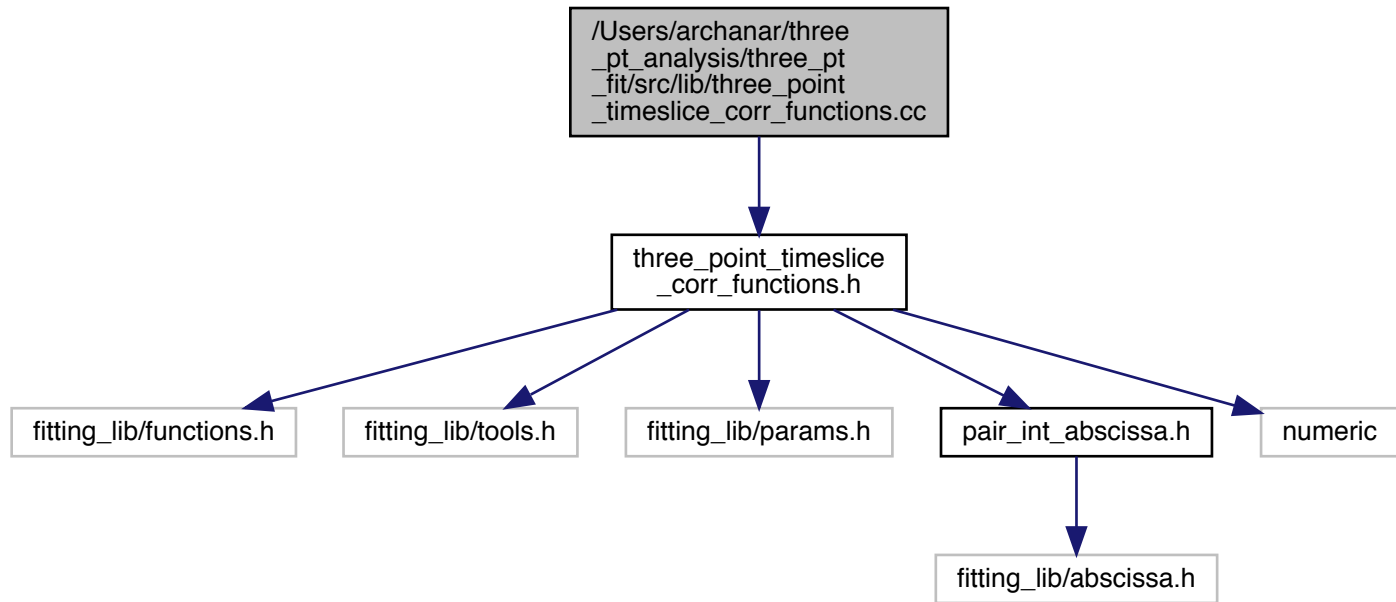 /Users/archanar/three
_pt_analysis/three_pt
_fit/src/lib/three_point
_timeslice_corr_functions.cc
three_point_timeslice
_corr_functions.h
fitting_lib/functions.h
fitting_lib/tools.h
fitting_lib/params.h
pair_int_abscissa.h
numeric
fitting_lib/abscissa.h